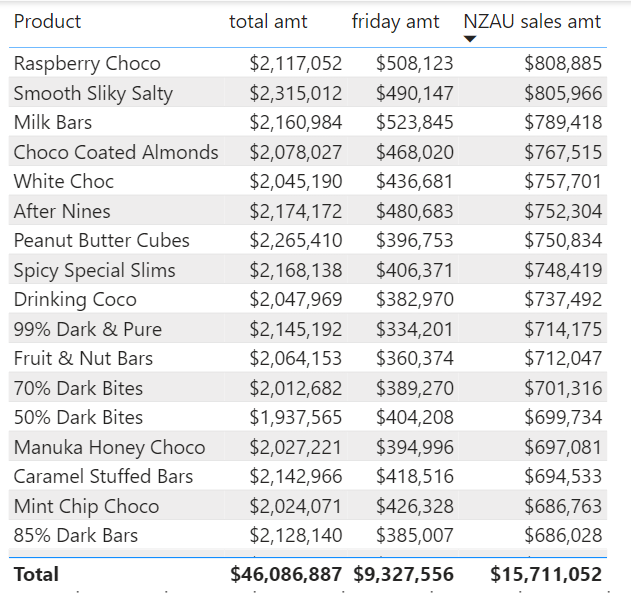 Product total amt friday amt NZAU sales amt
Raspberry Choco $2,117,052 $508,123 $808,885
Smooth Sliky Salty $2,315,012 $490,147 $805,966
Milk Bars $2,160,984 $523,845 $789,418
Choco Coated Almonds $2,078,027 $468,020 $767,515
White Choc $2,045,190 $436,681 $757,701
After Nines $2,174,172 $480,683 $752,304
Peanut Butter Cubes $2,265,410 $396,753 $750,834
Spicy Special Slims $2,168,138 $406,371 $748,419
Drinking Coco $2,047,969 $382,970 $737,492
99% Dark & Pure $2,145,192 $334,201 $714,175
Fruit & Nut Bars $2,064,153 $360,374 $712,047
70% Dark Bites $2,012,682 $389,270 $701,316
50% Dark Bites $1,937,565 $404,208 $699,734
Manuka Honey Choco $2,027,221 $394,996 $697,081
Caramel Stuffed Bars $2,142,966 $418,516 $694,533
Mint Chip Choco $2,024,071 $426,328 $686,763
85% Dark Bars $2,128,140 $385,007 $686,028
Total $46,086,887 $9,327,556 $15,711,052